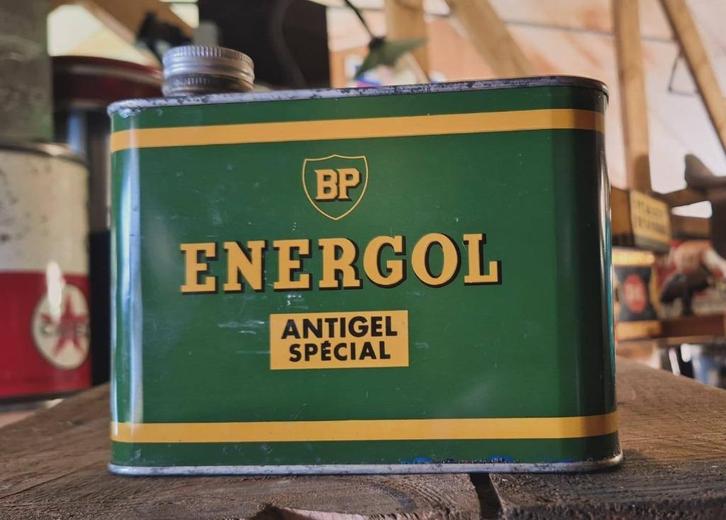 BP
ENERGOL
ANTIGEL
SPÉCIAL